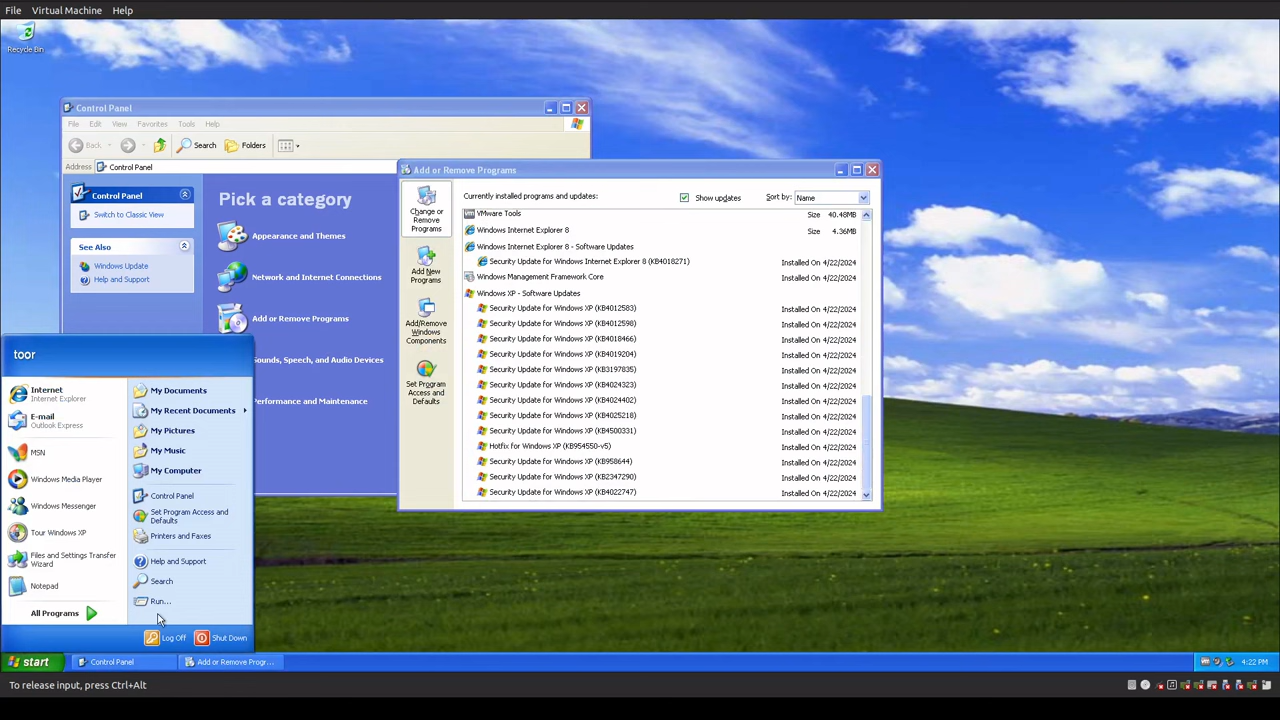 File Virtual Machine Help
Recycle Bin
Control Panel
File Edit View Favorites Tools Help
Back Search Folders
Address Control Panel
Control Panel
Switch to Classic View
See Also
Windows Update
Help and Support
Pick a category
Appearance and Themes
Network and Internet Connections
Add or Remove Programs
Sounds, Speech, and Audio Devices
Performance and Maintenance
Add or Remove Programs
Change or
Remove
Programs
Add New
Programs
Add/Remove
Windows
Components
Set Program
Access and
Defaults
Currently installed programs and updates:
Show updates
Sort by: Name
VMware Tools Size 40.48MB
Windows Internet Explorer 8 Size 4.36MB
Windows Internet Explorer 8 - Software Updates
Security Update for Windows Internet Explorer 8 (KB4018271) Installed On 4/22/2024
Windows Management Framework Core Installed On 4/22/2024
Windows XP - Software Updates
Security Update for Windows XP (KB4012583) Installed On 4/22/2024
Security Update for Windows XP (KB4012598) Installed On 4/22/2024
Security Update for Windows XP (KB4018466) Installed On 4/22/2024
Security Update for Windows XP (KB4019204) Installed On 4/22/2024
Security Update for Windows XP (KB3197835) Installed On 4/22/2024
Security Update for Windows XP (KB4024323) Installed On 4/22/2024
Security Update for Windows XP (KB4024402) Installed On 4/22/2024
Security Update for Windows XP (KB4025218) Installed On 4/22/2024
Security Update for Windows XP (KB4500331) Installed On 4/22/2024
Hotfix for Windows XP (KB954550-v5) Installed On 4/22/2024
Security Update for Windows XP (KB958644) Installed On 4/22/2024
Security Update for Windows XP (KB2347290) Installed On 4/22/2024
Security Update for Windows XP (KB4022747) Installed On 4/22/2024
toor
Internet
Internet Explorer
E-mail
Outlook Express
MSN
Windows Media Player
Windows Messenger
Tour Windows XP
Files and Settings Transfer
Wizard
Notepad
All Programs
My Documents
My Recent Documents
My Pictures
My Music
My Computer
Control Panel
Set Program Access and
Defaults
Printers and Faxes
Help and Support
Search
Run...
Log Off Shut Down
start Control Panel Add or Remove Progr... 4:22 PM
To release input, press Ctrl+Alt